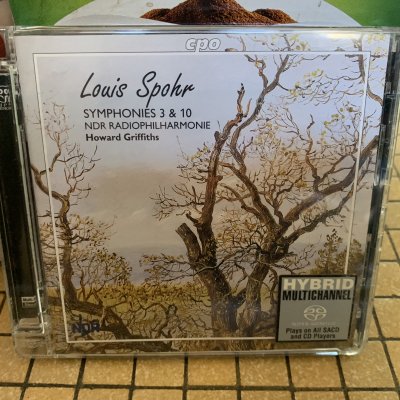 cpo
Louis Spohr
SYMPHONIES 3 & 10
NDR RADIOPHILHARMONIE
Howard Griffiths
HYBRID
MULTICHANNEL
Plays on All SACD
and CD Players
NDR